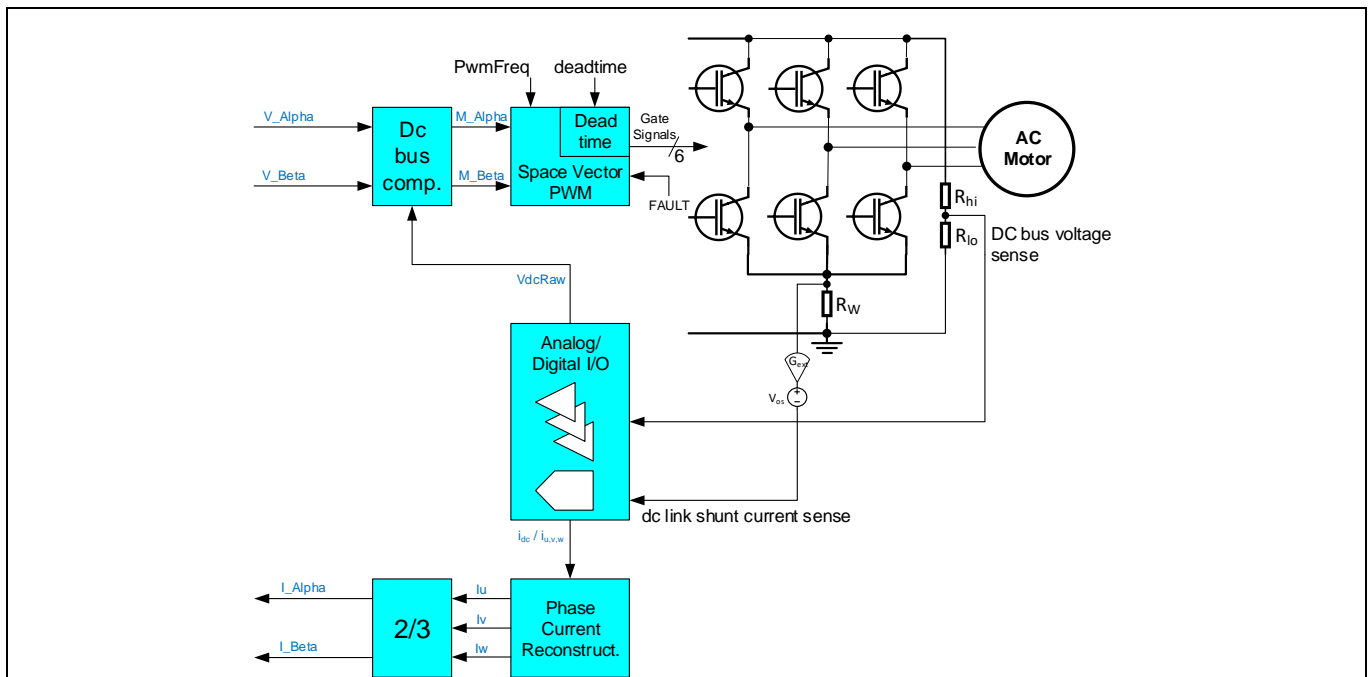 PwmFreq
deadtime
V_Alpha
V_Beta
Dc
bus
comp.
M_Alpha
M_Beta
Dead
time
Space Vector
PWM
Gate
Signals
6
FAULT
AC
Motor
Rhi
Rlo
DC bus voltage
sense
RW
VdcRaw
Analog/
Digital I/O
Gext
Vos
+
−
dc link shunt current sense
idc / iu,v,w
I_Alpha
I_Beta
2/3
Iu
Iv
Iw
Phase
Current
Reconstruct.